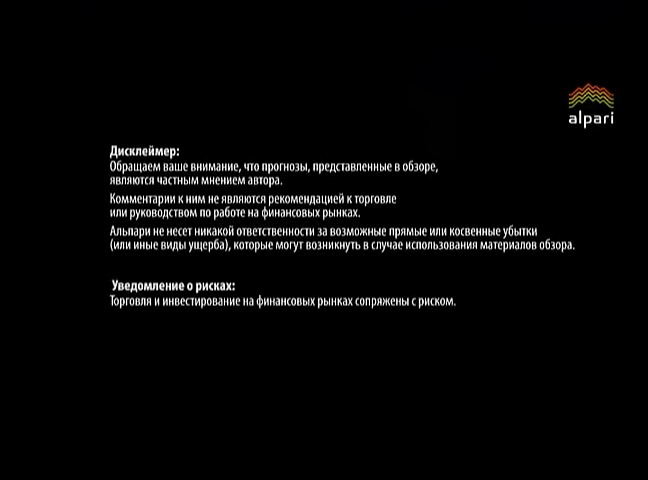 alpari
Дисклеймер:
Обращаем ваше внимание, что прогнозы, представленные в обзоре,
являются частным мнением автора.
Комментарии к ним не являются рекомендацией к торговле
или руководством по работе на финансовых рынках.
Альпари не несет никакой ответственности за возможные прямые или косвенные убытки
(или иные виды ущерба), которые могут возникнуть в случае использования материалов обзора.
Уведомление о рисках:
Торговля и инвестирование на финансовых рынках сопряжены с риском.